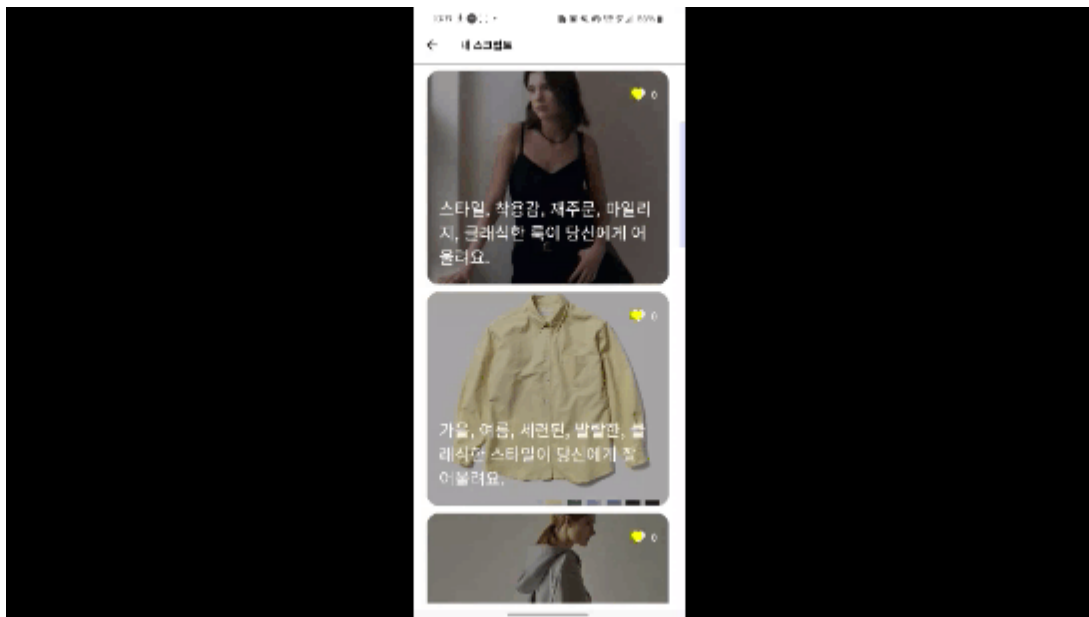 내 스크랩북
0
스타일, 착용감, 재주문, 마일리
지, 클래식한 룩이 당신에게 어
울려요.
0
가을, 여름, 세련된, 발랄한, 클
래식한 스타일이 당신에게 잘
어울려요.
0